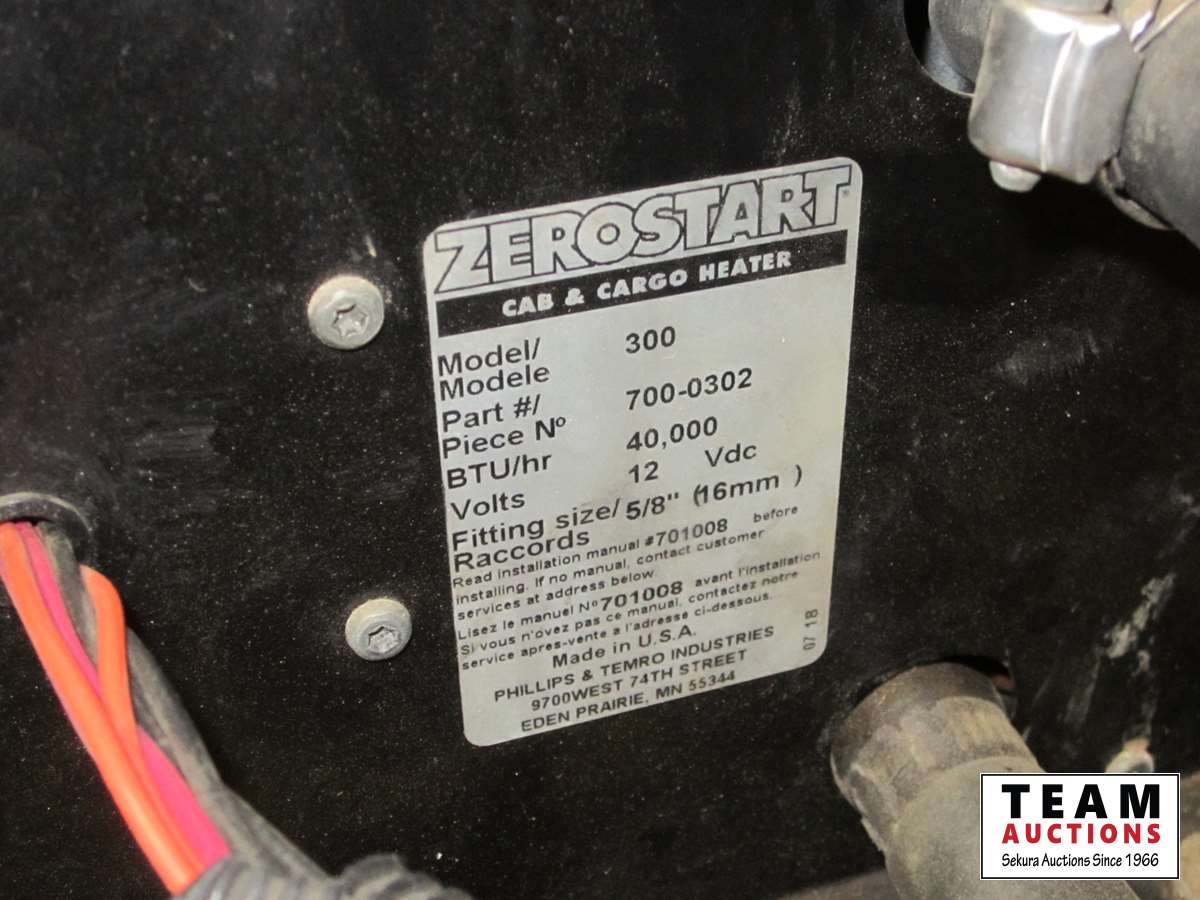 ZEROSTART
CAB & CARGO HEATER
Model/ 300
Modele
Part #/ 700-0302
Piece Nº
BTU/hr 40,000
Volts 12 Vdc
Fitting size/ 5/8" (16mm )
Raccords
Read installation manual #701008 before
installing. If no manual, contact customer
services at address below.
Lisez le manuel Nº701008 avant l'installation
Si vous n'ovez pas ce manual, contactez notre
service apres-vente a l'adresse ci-dessous.
Made in U.S.A.
PHILLIPS & TEMRO INDUSTRIES
9700WEST 74TH STREET
EDEN PRAIRIE, MN 55344
07 18
TEAM
AUCTIONS
Sekura Auctions Since 1966